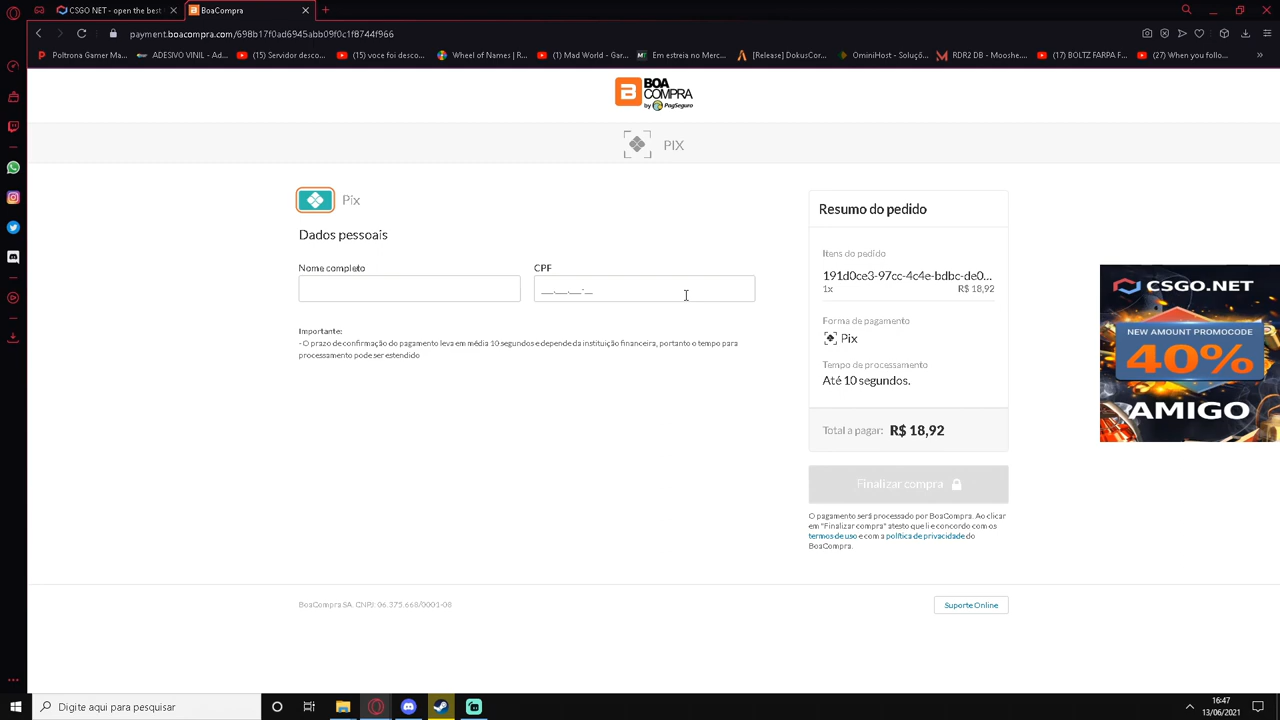 CSGO.NET - open the best
BoaCompra
payment.boacompra.com/698b17f0ad6945abb09f0c1f8744f966
Poltrona Gamer Ma...
ADESIVO VINIL - Ad...
(15) Servidor desco...
(15) voce foi desco...
Wheel of Names | R...
(1) Mad World - Gar...
Em estreia no Merc...
[Release] DokusCor...
OminiHost - Soluçõ...
RDR2 DB - Mooshe...
(17) BOLTZ FARPA F...
(27) When you follo...
BOA
COMPRA
by PagSeguro
PIX
Pix
Dados pessoais
Nome completo
CPF
___.___.___-__
Importante:
- O prazo de confirmação do pagamento leva em média 10 segundos e depende da instituição financeira, portanto o tempo para
processamento pode ser estendido
Resumo do pedido
Itens do pedido
191d0ce3-97cc-4c4e-bdbc-de0...
1x R$ 18,92
Forma de pagamento
Pix
Tempo de processamento
Até 10 segundos.
Total a pagar: R$ 18,92
Finalizar compra
O pagamento será processado por BoaCompra. Ao clicar
em "Finalizar compra" atesto que li e concordo com os
termos de uso e com a política de privacidade do
BoaCompra.
CSGO.NET
NEW AMOUNT PROMOCODE
40%
AMIGO
BoaCompra SA. CNPJ: 06.375.668/0001-08
Suporte Online
Digite aqui para pesquisar
16:47
13/06/2021